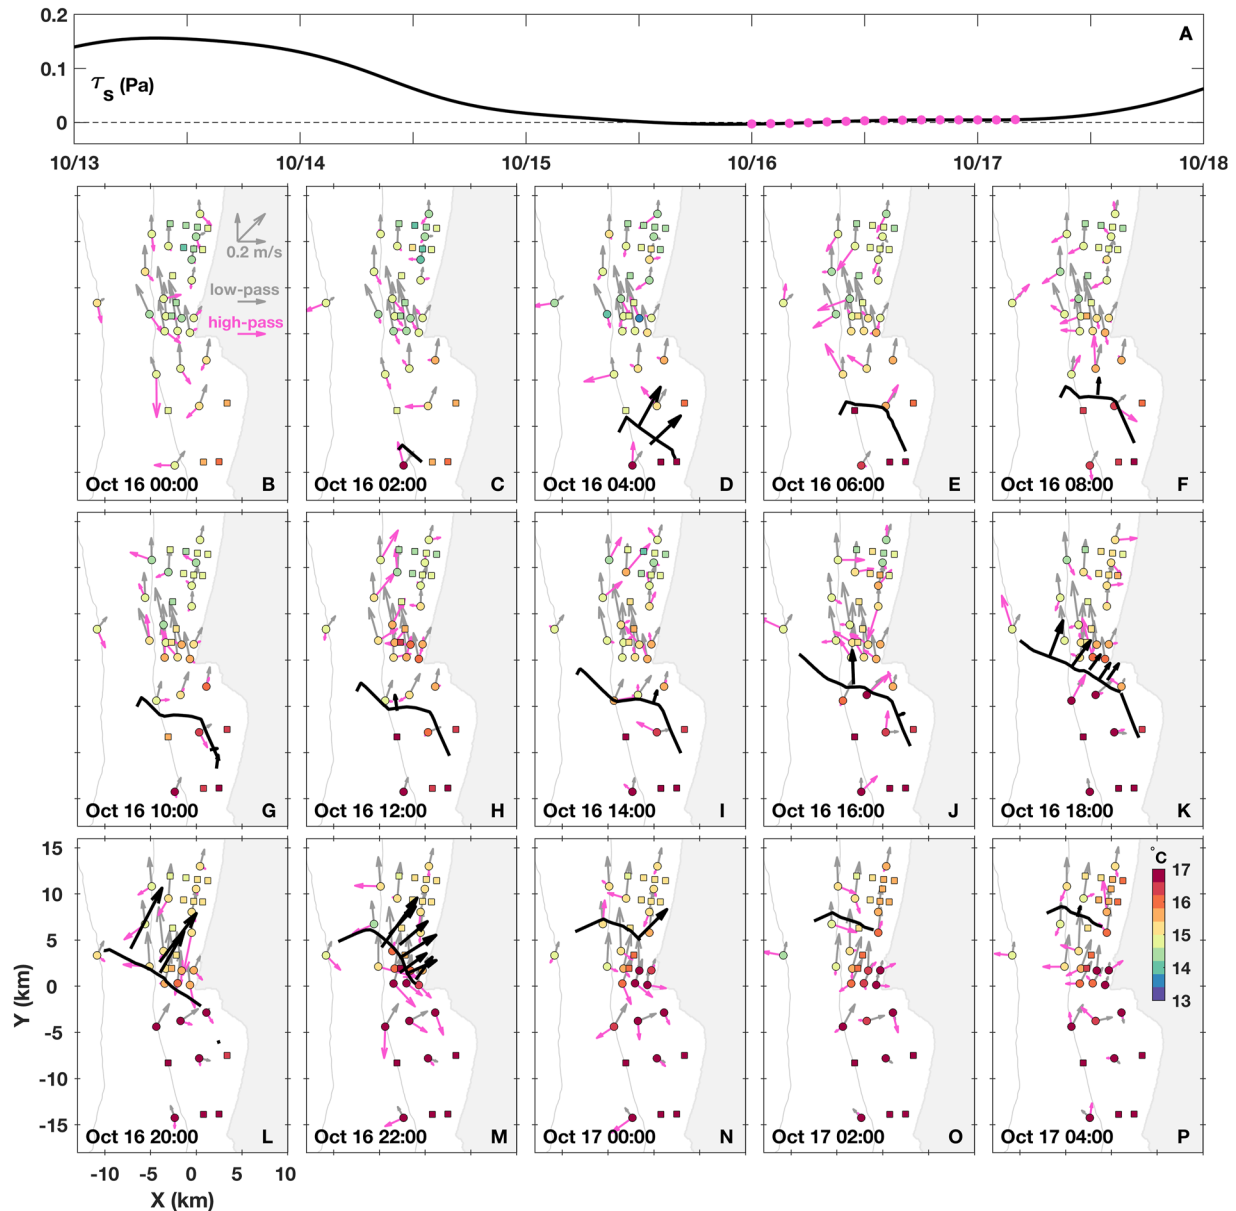 0.2
A
0.1
τs (Pa)
0
10/13 10/14 10/15 10/16 10/17 10/18
0.2 m/s
low-pass
high-pass
Oct 16 00:00 B
Oct 16 02:00 C
Oct 16 04:00 D
Oct 16 06:00 E
Oct 16 08:00 F
Oct 16 10:00 G
Oct 16 12:00 H
Oct 16 14:00 I
Oct 16 16:00 J
Oct 16 18:00 K
15
10
5
0
-5
-10
-15
Y (km)
°C
17
16
15
14
13
Oct 16 20:00 L
Oct 16 22:00 M
Oct 17 00:00 N
Oct 17 02:00 O
Oct 17 04:00 P
-10 -5 0 5 10
X (km)